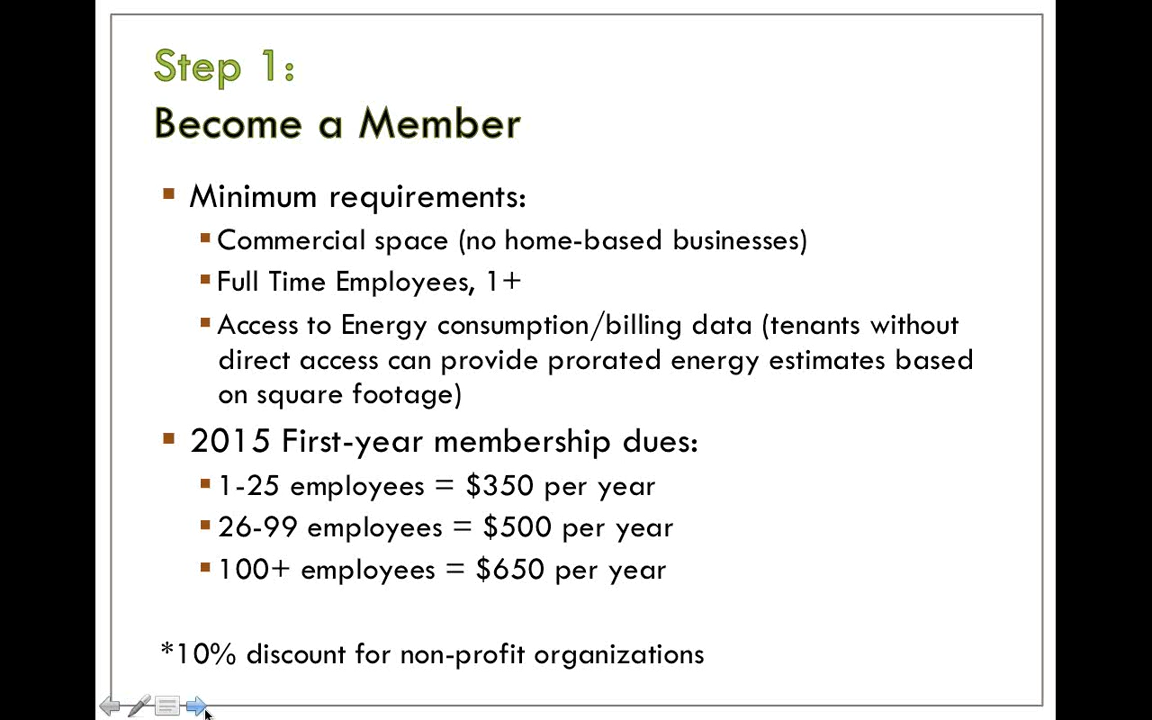 Step 1:
Become a Member
Minimum requirements:
Commercial space (no home-based businesses)
Full Time Employees, 1+
Access to Energy consumption/billing data (tenants without
direct access can provide prorated energy estimates based
on square footage)
2015 First-year membership dues:
1-25 employees = $350 per year
26-99 employees = $500 per year
100+ employees = $650 per year
*10% discount for non-profit organizations